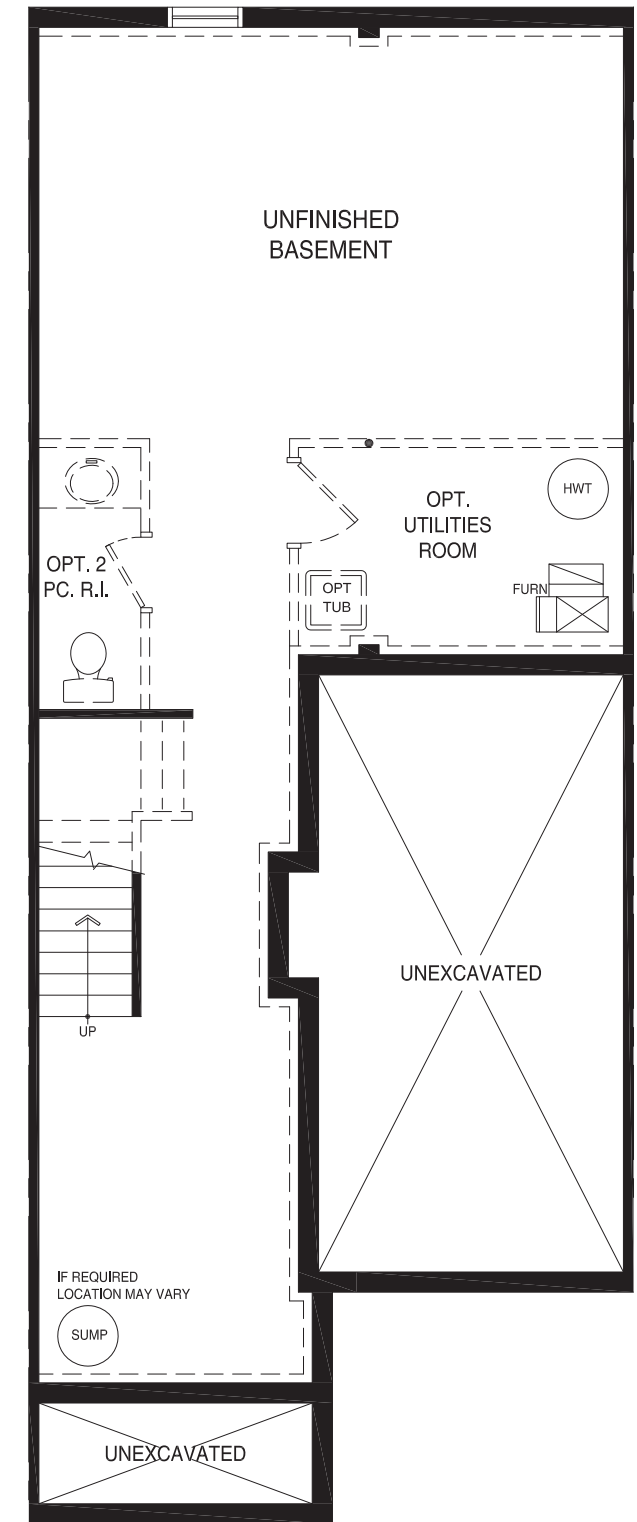 UNFINISHED
BASEMENT
OPT.
UTILITIES
ROOM
HWT
OPT. 2
PC. R.I.
OPT
TUB
FURN
UNEXCAVATED
UP
IF REQUIRED
LOCATION MAY VARY
SUMP
UNEXCAVATED